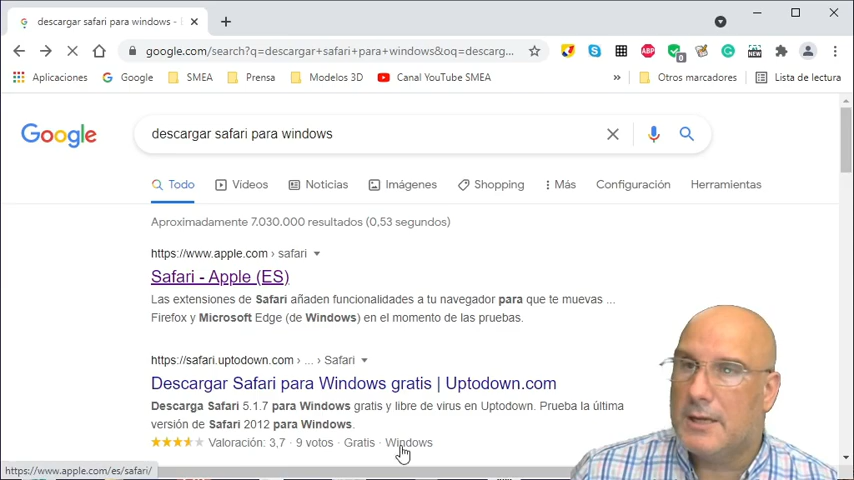 descargar safari para windows -
google.com/search?q=descargar+safari+para+windows&oq=descarg...
ABP
0
NEW
Aplicaciones
Google
SMEA
Prensa
Modelos 3D
Canal YouTube SMEA
»
Otros marcadores
Lista de lectura
Google
descargar safari para windows
Todo
Vídeos
Noticias
Imágenes
Shopping
Más
Configuración
Herramientas
Aproximadamente 7.030.000 resultados (0,53 segundos)
https://www.apple.com › safari
Safari - Apple (ES)
Las extensiones de Safari añaden funcionalidades a tu navegador para que te muevas ...
Firefox y Microsoft Edge (de Windows) en el momento de las pruebas.
https://safari.uptodown.com › ... › Safari
Descargar Safari para Windows gratis | Uptodown.com
Descarga Safari 5.1.7 para Windows gratis y libre de virus en Uptodown. Prueba la última
versión de Safari 2012 para Windows.
Valoración: 3,7 · 9 votos · Gratis · Windows
https://www.apple.com/es/safari/